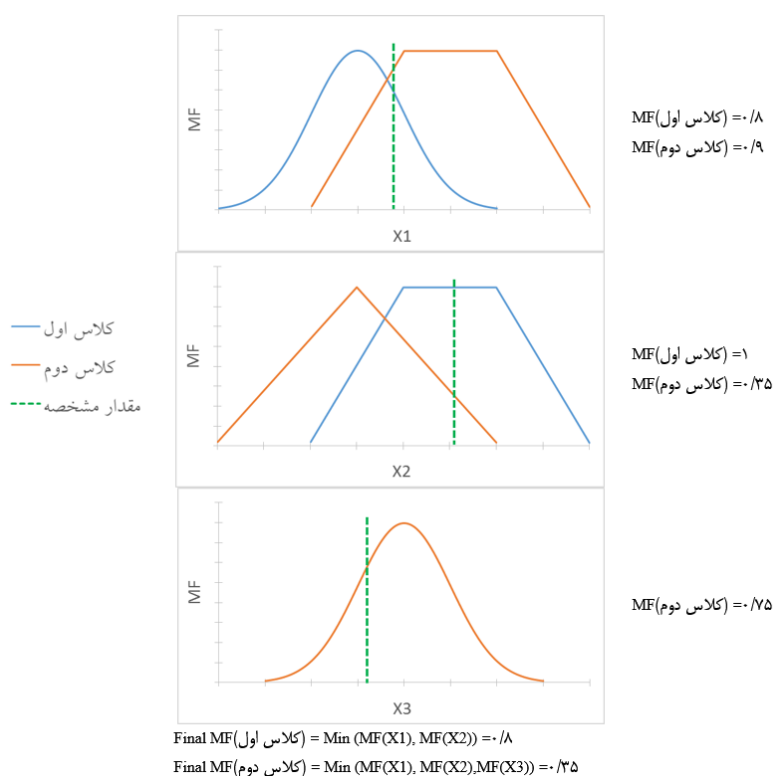 MF
X1
MF(کلاس اول) =۰/۸
MF(کلاس دوم) =۰/۹
کلاس اول
کلاس دوم
مقدار مشخصه
MF
X2
MF(کلاس اول) =۱
MF(کلاس دوم) =۰/۳۵
MF
X3
MF(کلاس دوم) =۰/۷۵
Final MF(کلاس اول) = Min (MF(X1), MF(X2)) =۰/۸
Final MF(کلاس دوم) = Min (MF(X1), MF(X2),MF(X3)) =۰/۳۵